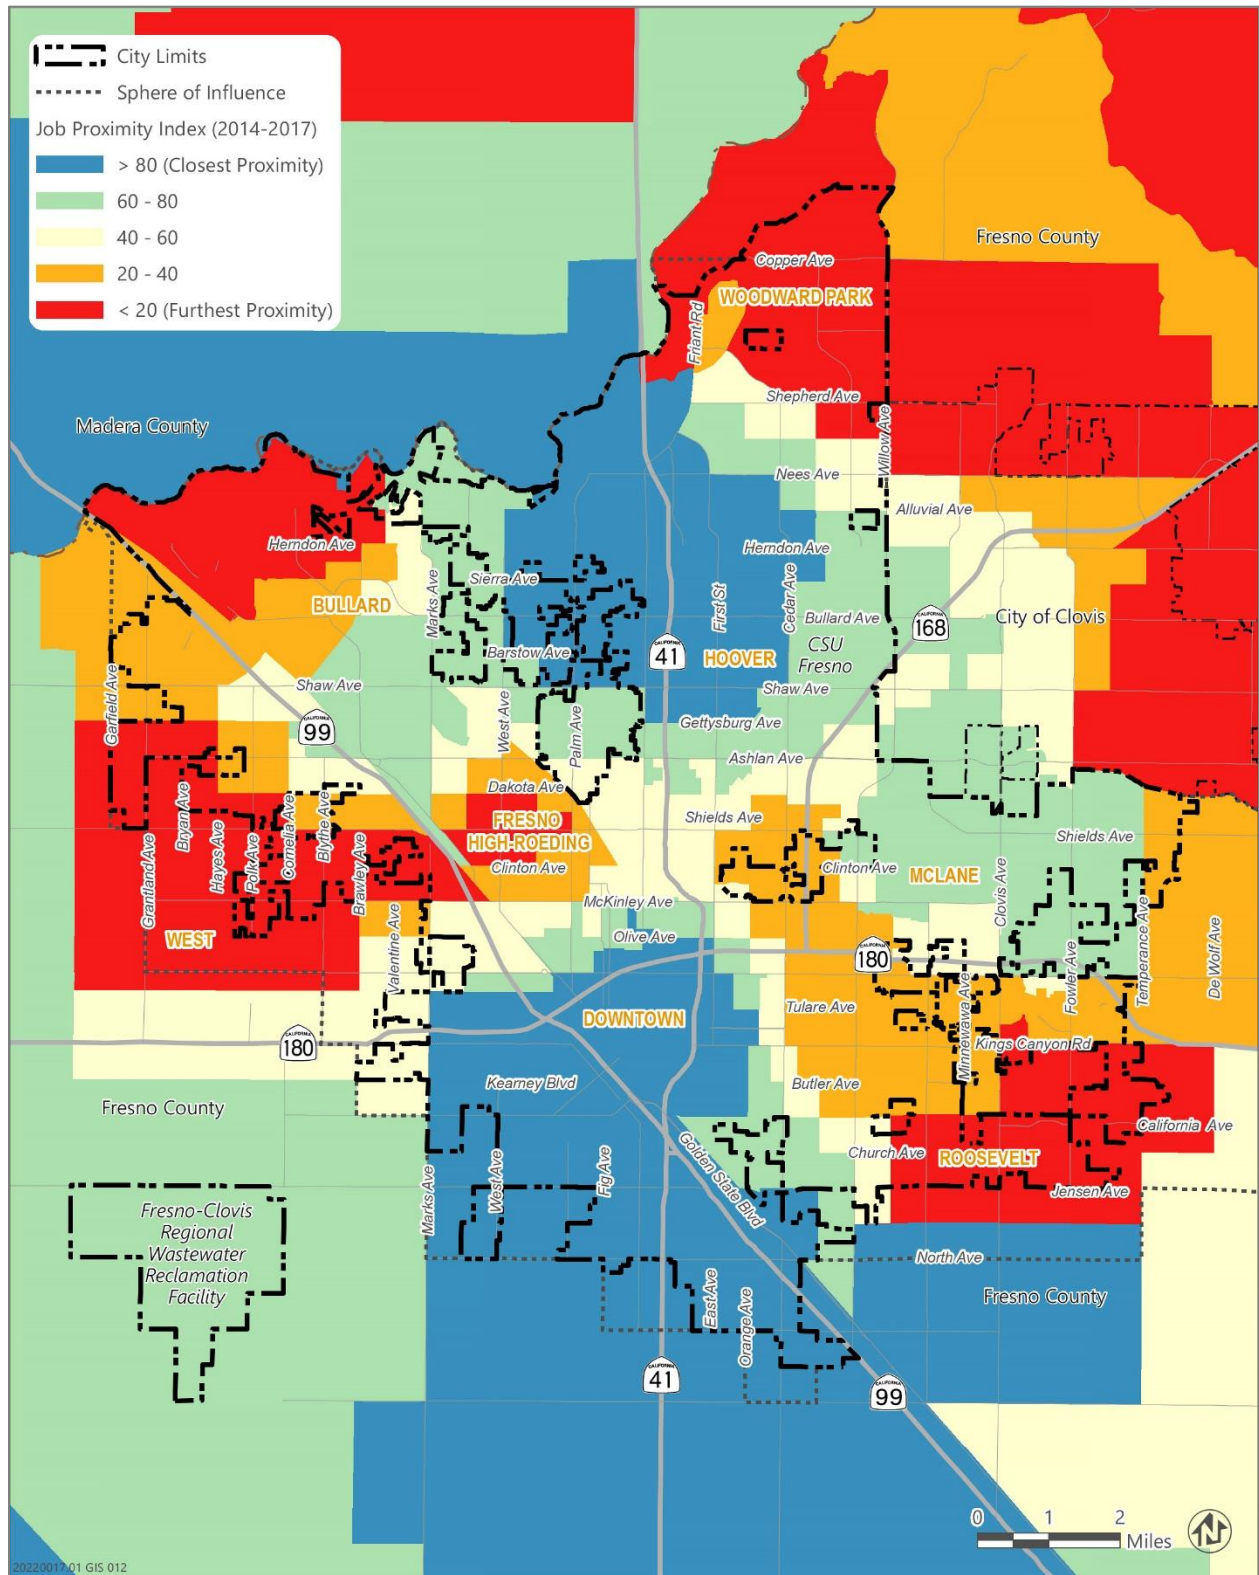 City Limits
Sphere of Influence
Job Proximity Index (2014-2017)
> 80 (Closest Proximity)
60 - 80
40 - 60
20 - 40
< 20 (Furthest Proximity)
Fresno County
Copper Ave
WOODWARD PARK
Friant Rd
Shepherd Ave
Madera County
Willow Ave
Nees Ave
Alluvial Ave
Herndon Ave
Herndon Ave
Sierra Ave
Marks Ave
BULLARD
First St
Cedar Ave
Bullard Ave
CALIFORNIA
168
City of Clovis
Barstow Ave
CALIFORNIA
41
HOOVER
CSU
Fresno
Shaw Ave
Shaw Ave
Garfield Ave
West Ave
Palm Ave
Gettysburg Ave
CALIFORNIA
99
Ashlan Ave
Dakota Ave
Bryan Ave
Hayes Ave
Polk Ave
Cornelia Ave
Blythe Ave
Brawley Ave
FRESNO
HIGH-ROEDING
Shields Ave
Shields Ave
Grantland Ave
Clinton Ave
Clinton Ave
MCLANE
Clovis Ave
McKinley Ave
WEST
Valentine Ave
Olive Ave
CALIFORNIA
180
Fowler Ave
Temperance Ave
De Wolf Ave
DOWNTOWN
Tulare Ave
Minnewawa Ave
CALIFORNIA
180
Kings Canyon Rd
Kearney Blvd
Butler Ave
Fresno County
California Ave
Golden State Blvd
Church Ave
ROOSEVELT
Marks Ave
West Ave
Fig Ave
Jensen Ave
Fresno-Clovis
Regional
Wastewater
Reclamation
Facility
North Ave
East Ave
Orange Ave
Fresno County
CALIFORNIA
41
CALIFORNIA
99
0 1 2
Miles
N
20220017.01 GIS 012